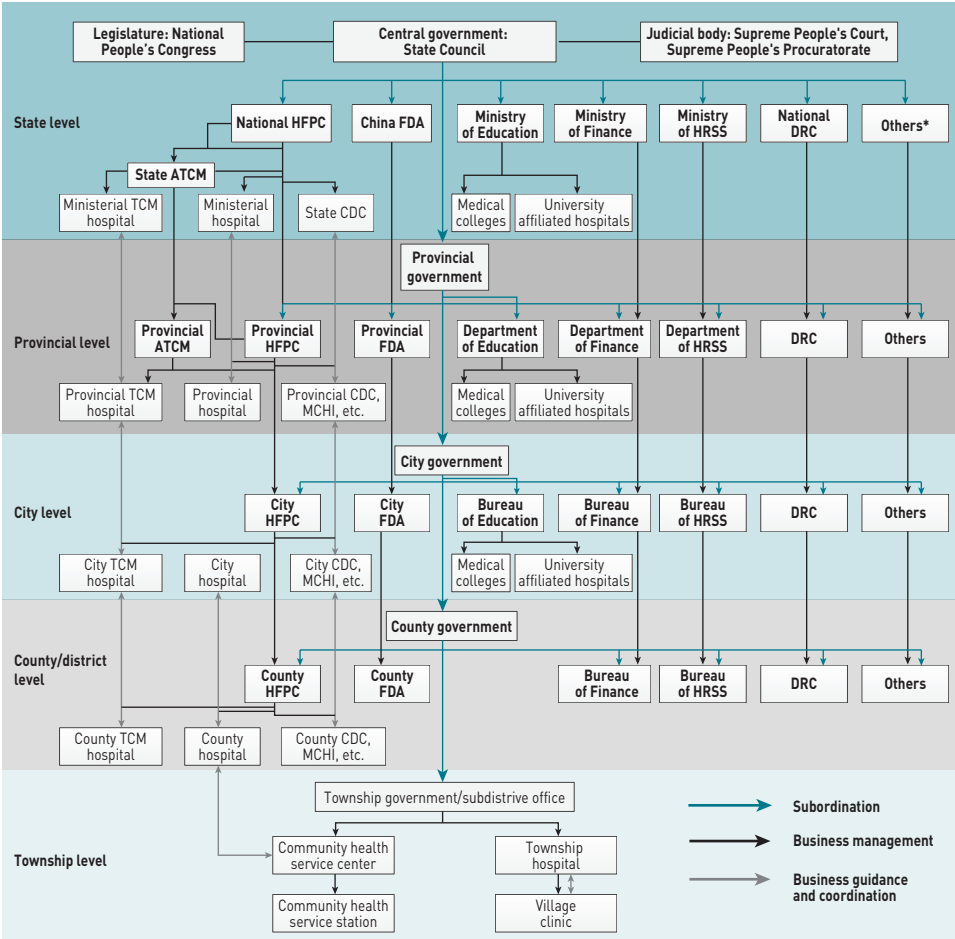 Legislature: National
People's Congress
Central government:
State Council
Judicial body: Supreme People's Court,
Supreme People's Procuratorate
State level
National HFPC
China FDA
Ministry
of Education
Ministry
of Finance
Ministry
of HRSS
National
DRC
Others*
State ATCM
Ministerial TCM
hospital
Ministerial
hospital
State CDC
Medical
colleges
University
affiliated hospitals
Provincial
government
Provincial level
Provincial
ATCM
Provincial
HFPC
Provincial
FDA
Department
of Education
Department
of Finance
Department
of HRSS
DRC
Others
Provincial TCM
hospital
Provincial
hospital
Provincial CDC,
MCHI, etc.
Medical
colleges
University
affiliated hospitals
City government
City level
City
HFPC
City
FDA
Bureau
of Education
Bureau
of Finance
Bureau
of HRSS
DRC
Others
City TCM
hospital
City
hospital
City CDC,
MCHI, etc.
Medical
colleges
University
affiliated hospitals
County government
County/district
level
County
HFPC
County
FDA
Bureau
of Finance
Bureau
of HRSS
DRC
Others
County TCM
hospital
County
hospital
County CDC,
MCHI, etc.
Township government/subdistrive office
Township level
Community health
service center
Township
hospital
Community health
service station
Village
clinic
Subordination
Business management
Business guidance
and coordination